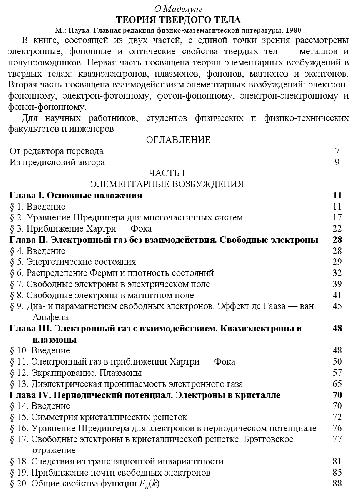 О.Маделунг
ТЕОРИЯ ТВЕРДОГО ТЕЛА
М.: Наука. Главная редакция физико-математической литературы, 1980
В книге, состоящей из двух частей, с единой точки зрения рассмотрены
электронные, фононные и оптические свойства твердых тел — металлов и
полупроводников. Первая часть посвящена теории элементарных возбуждений в
твердых телах: квазиэлектронов, плазмонов, фононов, магнонов и экситонов.
Вторая часть посвящена взаимодействиям элементарных возбуждений: электрон-
фононному, электрон-фотонному, фотон-фононному, электрон-электронному и
фонон-фононному.
Для научных работников, студентов физических и физико-технических
факультетов и инженеров
ОГЛАВЛЕНИЕ
От редактора перевода 7
Из предисловий автора 9
ЧАСТЬ I
ЭЛЕМЕНТАРНЫЕ ВОЗБУЖДЕНИЯ
Глава I. Основные положения 11
§ 1. Введение 11
§ 2. Уравнение Шредингера для многочастичных систем 17
§ 3. Приближение Хартри — Фока 22
Глава II. Электронный газ без взаимодействия. Свободные электроны 28
§ 4. Введение 28
§ 5. Энергетические состояния 29
§ 6. Распределение Ферми и плотность состояний 32
§ 7. Свободные электроны в электрическом поле 39
§ 8. Свободные электроны в магнитном поле 41
§ 9. Диа- и парамагнетизм свободных электронов. Эффект де Гааза — ван 45
Альфена
Глава III. Электронный газ с взаимодействием. Квазиэлектроны и 48
плазмоны
§ 10. Введение 48
§ 11. Электронный газ в приближении Хартри — Фока 50
§ 12. Экранирование. Плазмоны 57
§ 13. Диэлектрическая проницаемость электронного газа 65
Глава IV. Периодический потенциал. Электроны в кристалле 70
§ 14. Введение 70
§ 15. Симметрия кристаллических решеток 72
§ 16. Уравнение Шредингера для электронов в периодическом потенциале 76
§ 17. Свободные электроны в кристаллической решетке. Брэгговское 77
отражение
§ 18. Следствия из трансляционной инвариантности 81
§ 19. Приближение почти свободных электронов 85
§ 20. Общие свойства функции Eₙ(k) 88